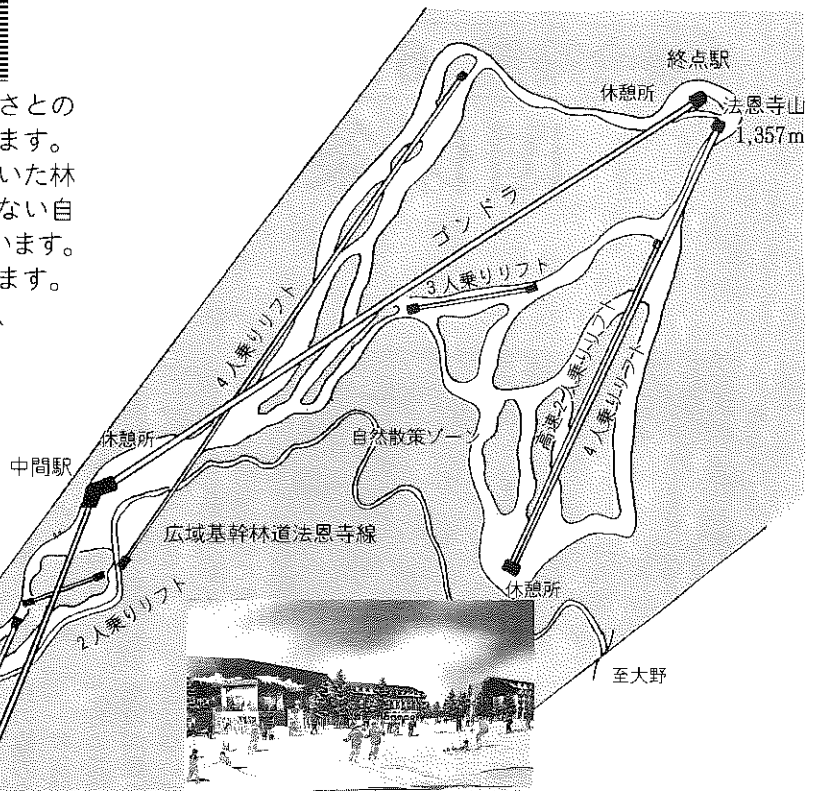 さとの
ます。
いた林
ない自
います。
ます。
終点駅
休憩所
法恩寺山
1,357m
ゴンドラ
3人乗りリフト
4人乗りリフト
高速2人乗りリフト
4人乗りリフト
休憩所
自然散策ゾーン
中間駅
広域基幹林道法恩寺線
休憩所
2人乗りリフト
至大野